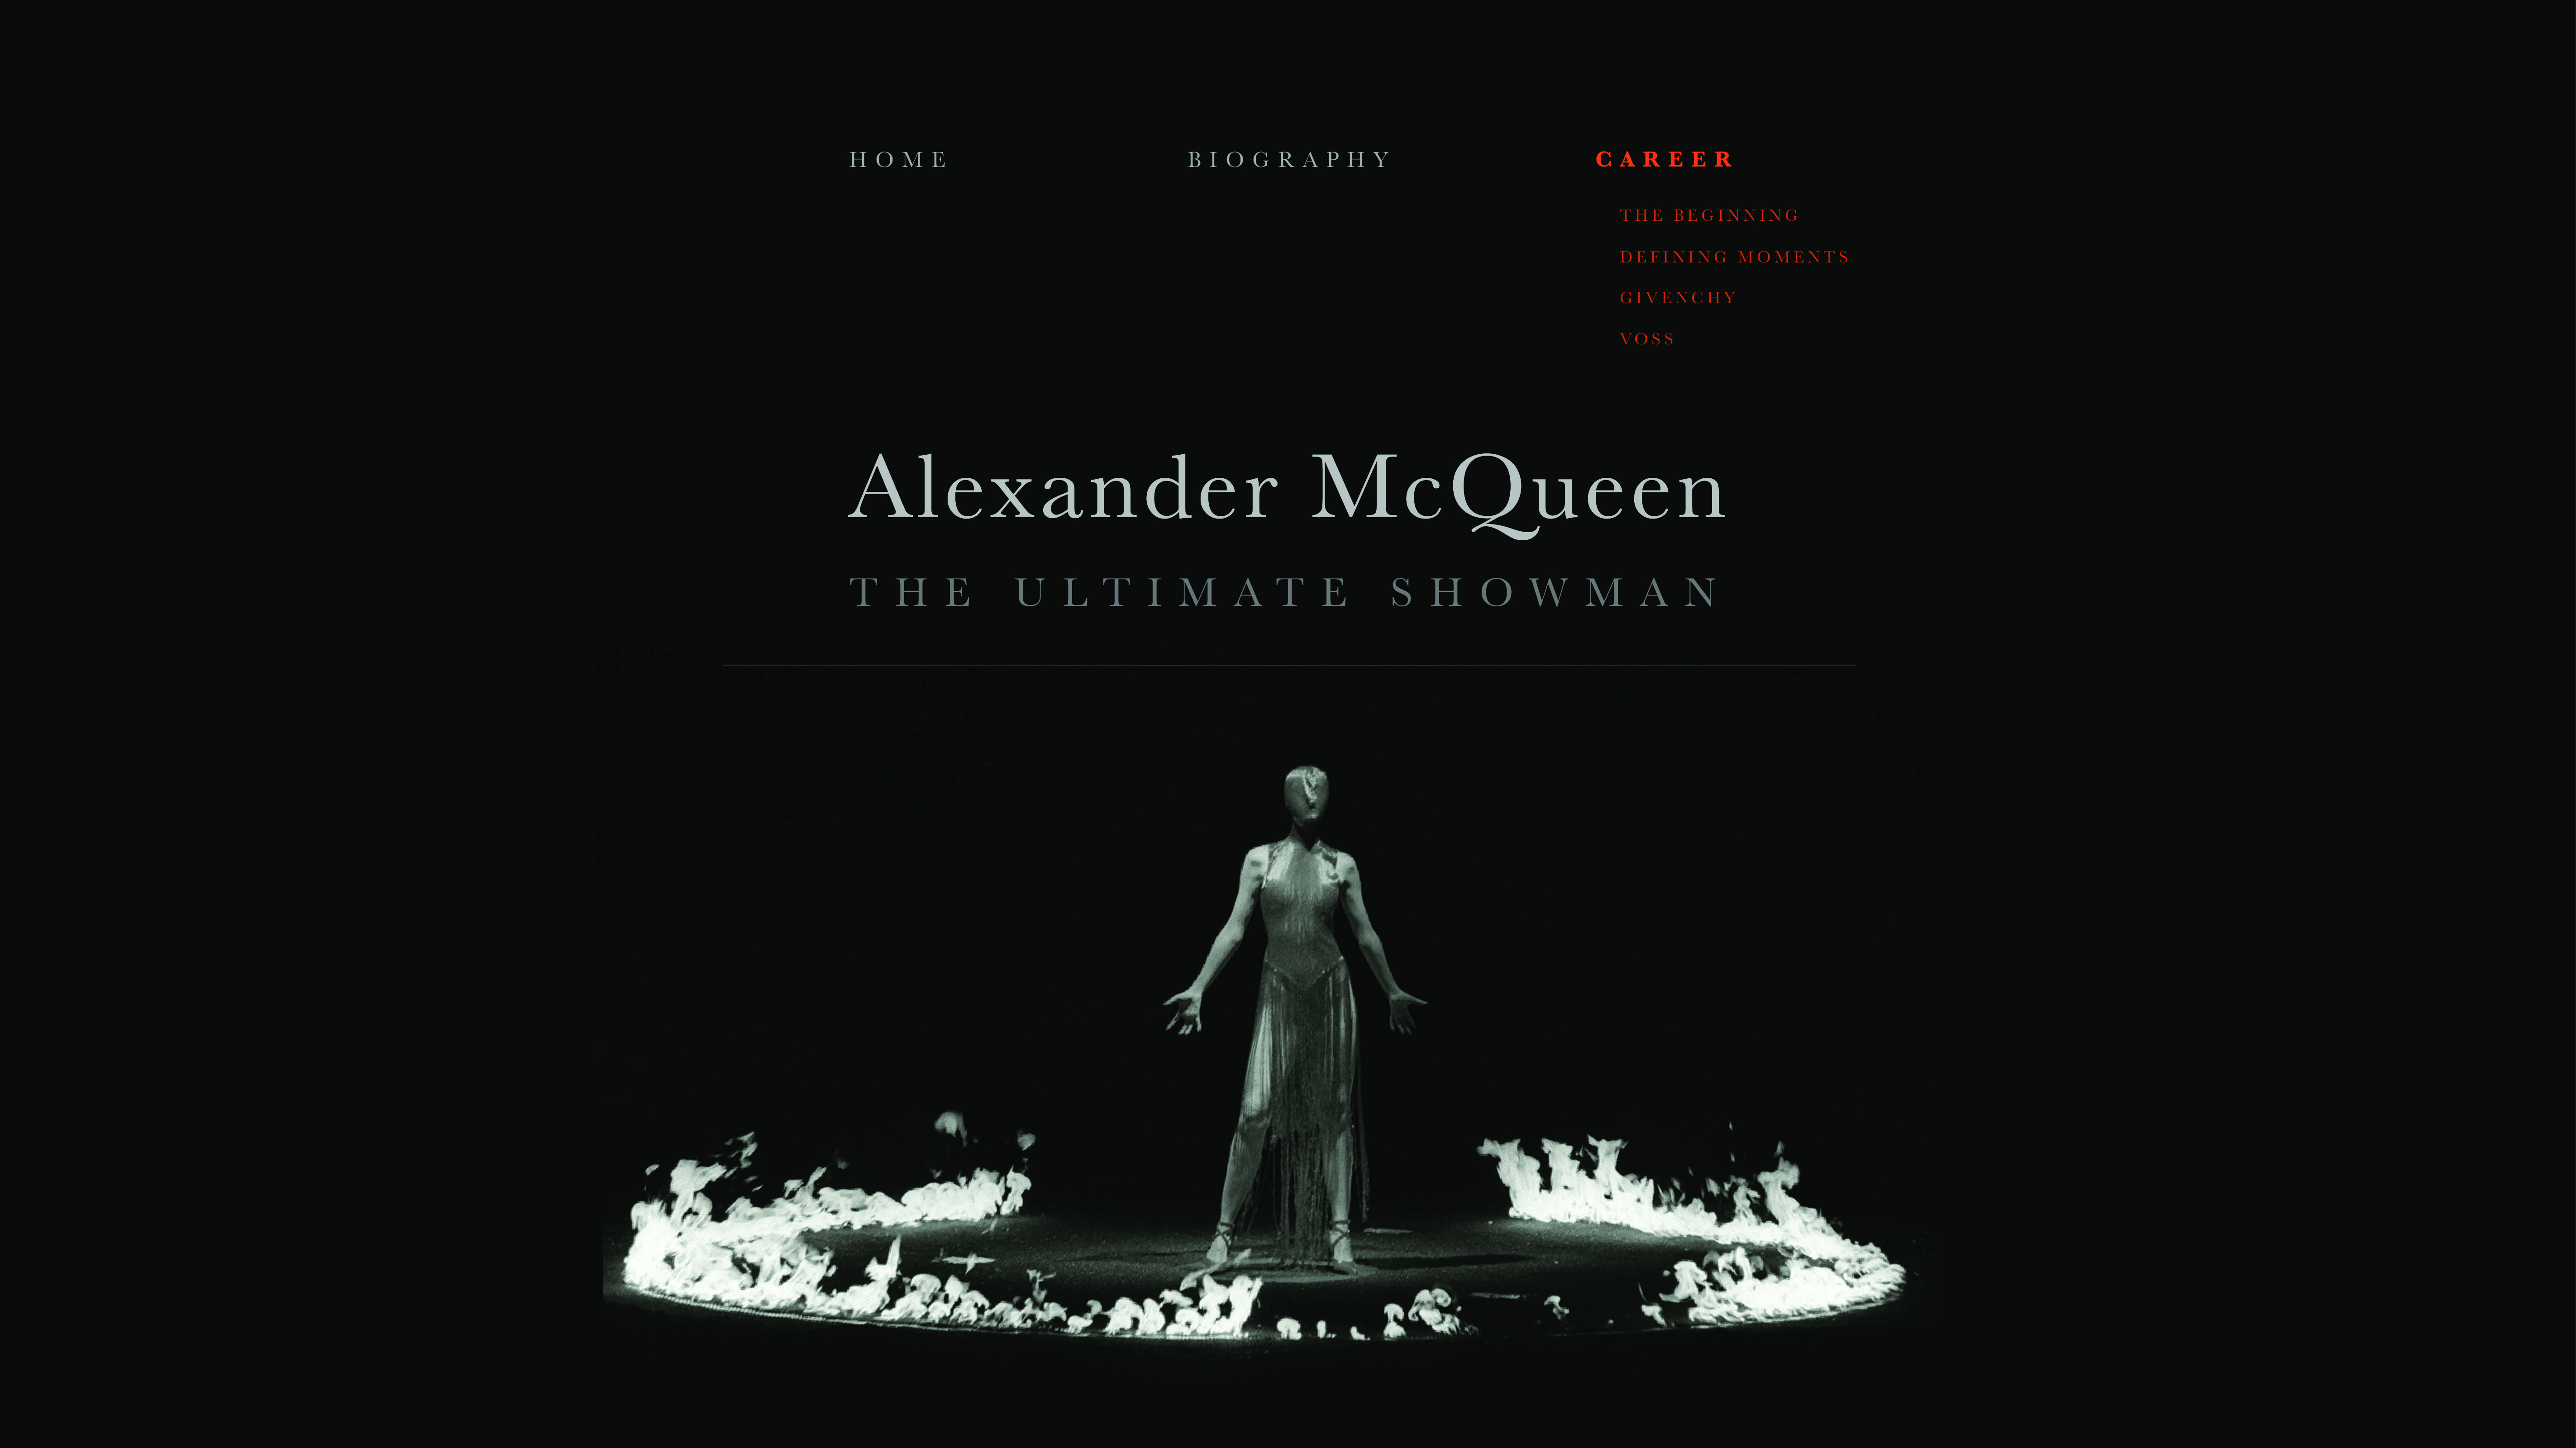 HOME BIOGRAPHY CAREER
THE BEGINNING
DEFINING MOMENTS
GIVENCHY
VOSS
Alexander McQueen
THE ULTIMATE SHOWMAN